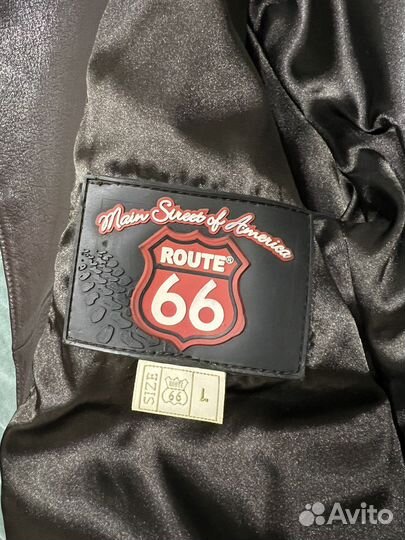 Main Street of America
ROUTE®
66
SIZE ROUTE 66 L
Avito